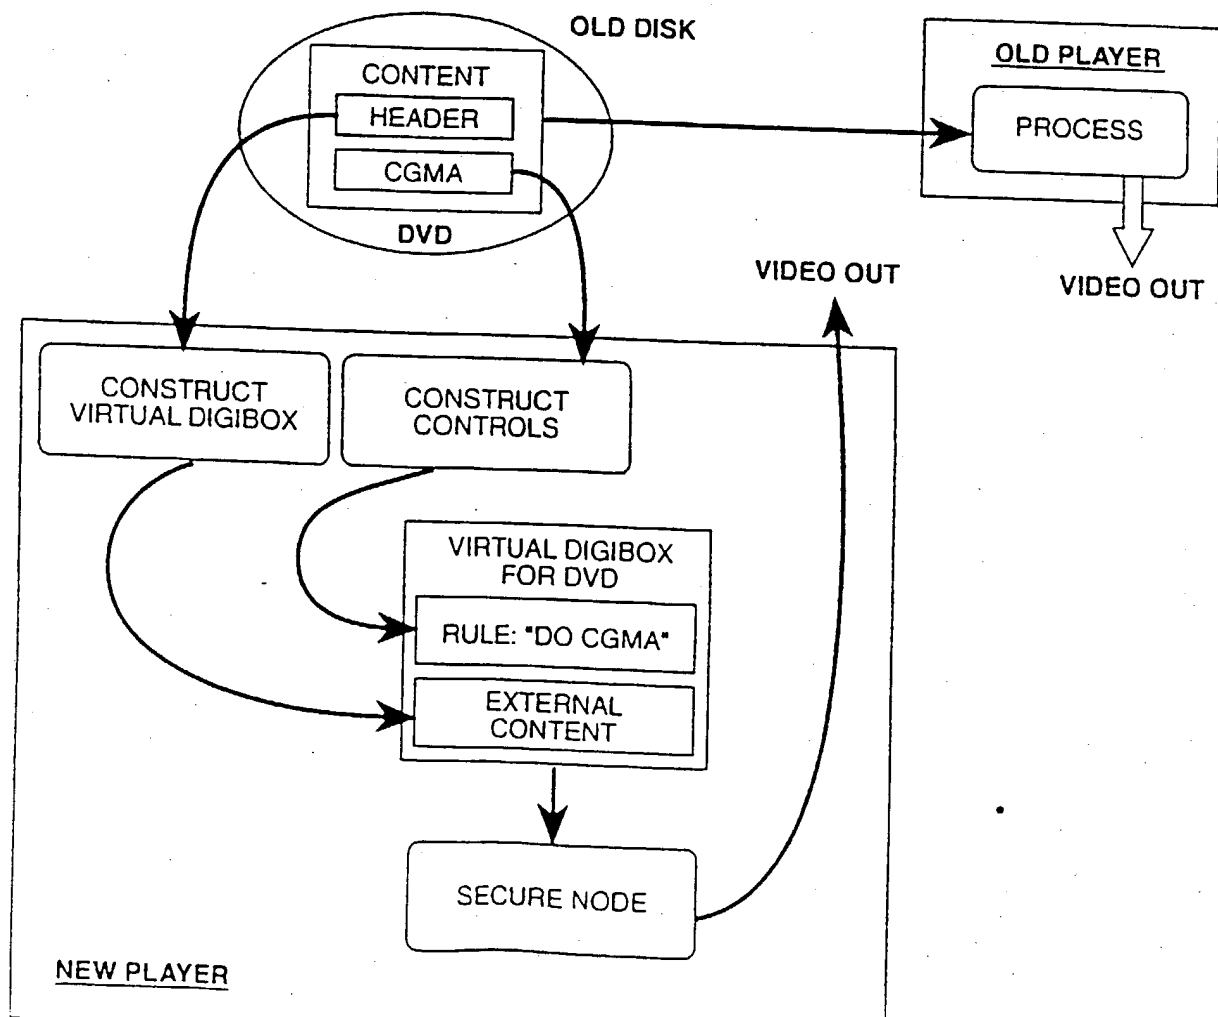 OLD DISK
CONTENT
HEADER
CGMA
DVD
OLD PLAYER
PROCESS
VIDEO OUT
VIDEO OUT
CONSTRUCT
VIRTUAL DIGIBOX
CONSTRUCT
CONTROLS
VIRTUAL DIGIBOX
FOR DVD
RULE: "DO CGMA"
EXTERNAL
CONTENT
SECURE NODE
NEW PLAYER